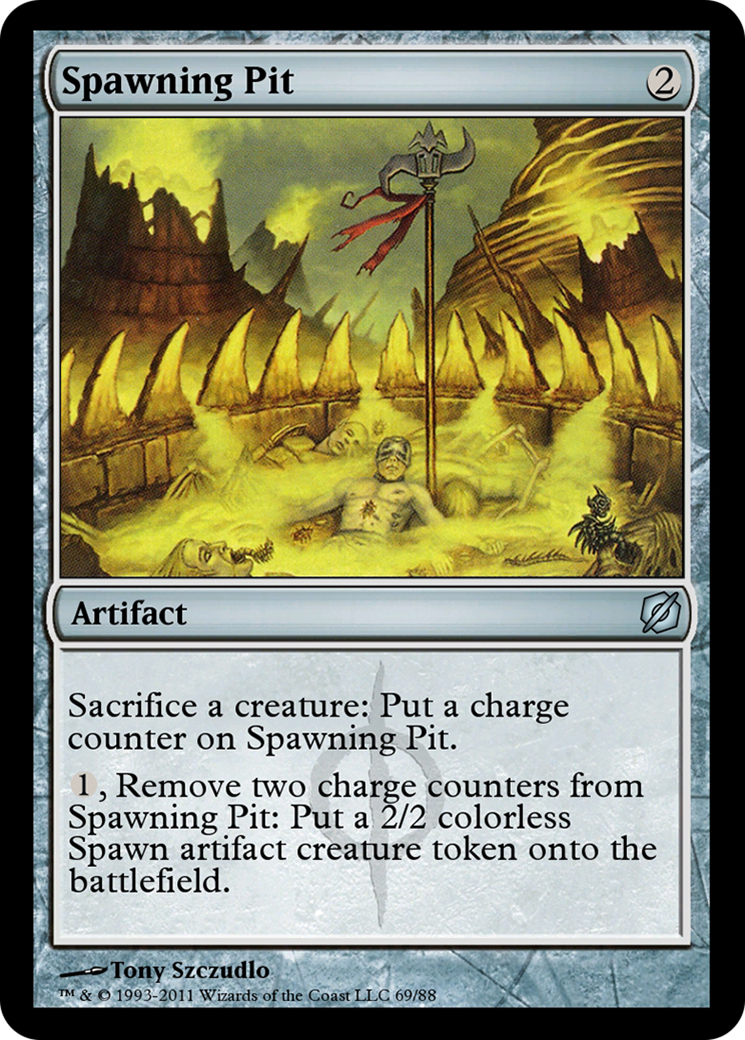 Spawning Pit 2
Artifact
Sacrifice a creature: Put a charge
counter on Spawning Pit.
1, Remove two charge counters from
Spawning Pit: Put a 2/2 colorless
Spawn artifact creature token onto the
battlefield.
Tony Szczudlo
™ & © 1993-2011 Wizards of the Coast LLC 69/88